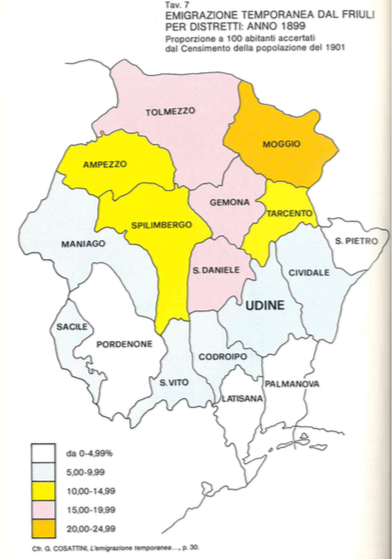 Tav. 7
EMIGRAZIONE TEMPORANEA DAL FRIULI
PER DISTRETTI: ANNO 1899
Proporzione a 100 abitanti accertati
dal Censimento della popolazione del 1901
TOLMEZZO
MOGGIO
AMPEZZO
GEMONA
TARCENTO
SPILIMBERGO
S. PIETRO
MANIAGO
S. DANIELE
CIVIDALE
UDINE
SACILE
PORDENONE
CODROIPO
S. VITO
PALMANOVA
LATISANA
da 0-4,99%
5,00-9,99
10,00-14,99
15,00-19,99
20,00-24,99
Cfr. G. COSATTINI, L'emigrazione temporanea..., p. 30.